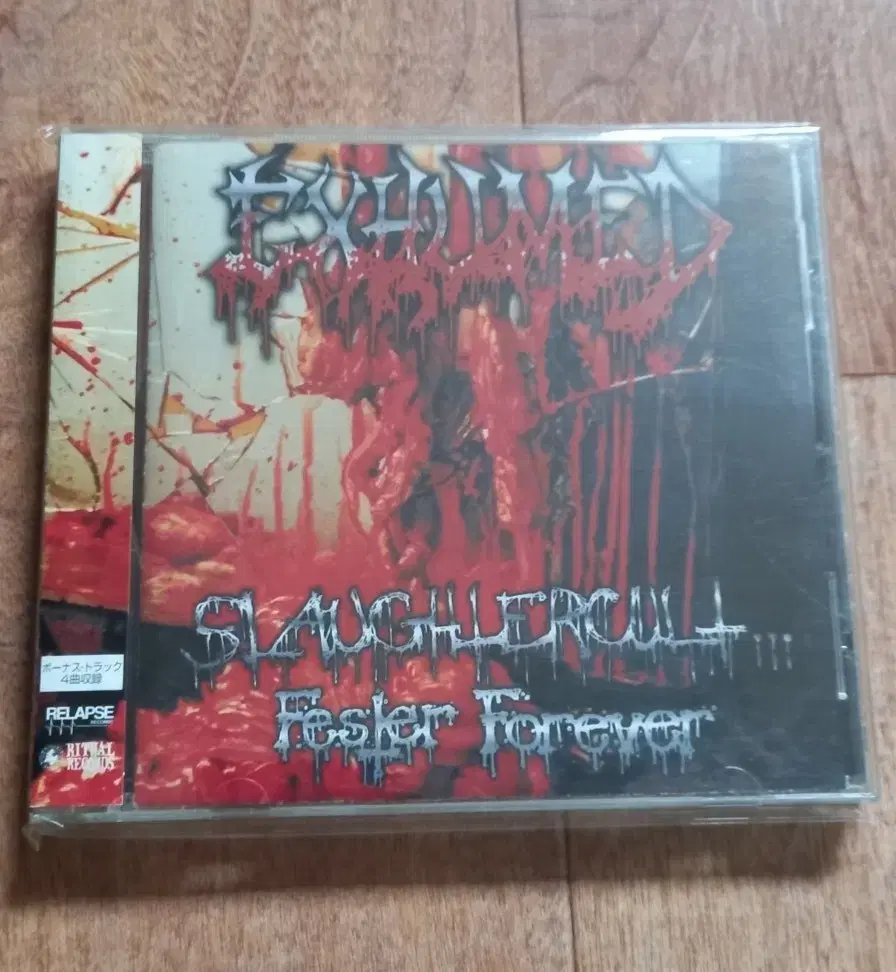 EXHUMED
SLAUGHTERCULT
Fester Forever
ボーナス・トラック
4曲収録
RELAPSE
RECORDS
RITUAL
RECORDS